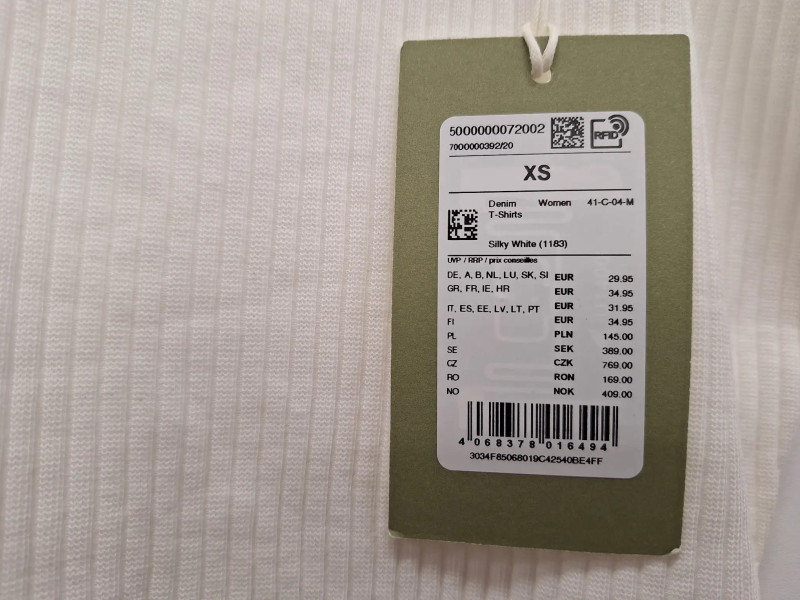 5000000072002
7000000392/20
RFID
XS
Denim Women 41-C-04-M
T-Shirts
Silky White (1183)
UVP / RRP / prix conseilles
DE, A, B, NL, LU, SK, SI EUR 29.95
GR, FR, IE, HR EUR 34.95
IT, ES, EE, LV, LT, PT EUR 31.95
FI EUR 34.95
PL PLN 145.00
SE SEK 389.00
CZ CZK 769.00
RO RON 169.00
NO NOK 409.00
4 068378 016494
3034F85068019C42540BE4FF